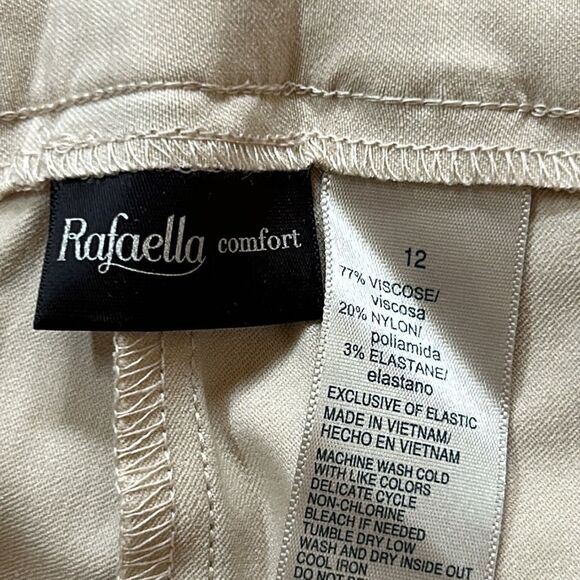 Rafaella comfort
12
77% VISCOSE/
viscosa
20% NYLON/
poliamida
3% ELASTANE/
elastano
EXCLUSIVE OF ELASTIC
MADE IN VIETNAM/
HECHO EN VIETNAM
MACHINE WASH COLD
WITH LIKE COLORS
DELICATE CYCLE
NON-CHLORINE
BLEACH IF NEEDED
TUMBLE DRY LOW
WASH AND DRY INSIDE OUT
COOL IRON
DO NOT